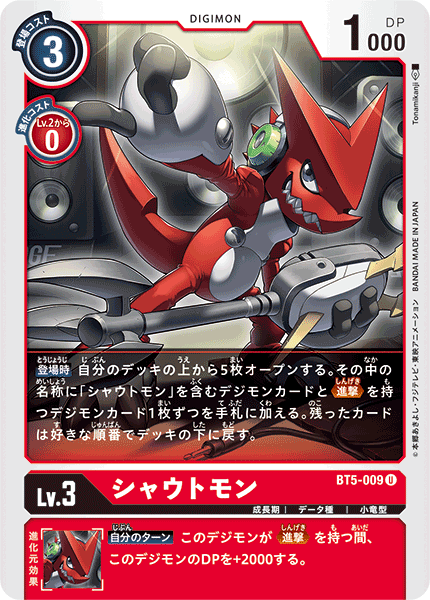 DIGIMON
登場コスト
3
DP
1000
進化コスト
Lv.2から
0
Tonamikanji
©本郷あきよし・フジテレビ・東映アニメーション BANDAI MADE IN JAPAN
登場時 自分のデッキの上から5枚オープンする。その中の
名称に「シャウトモン」を含むデジモンカードと 進撃 を持
つデジモンカード1枚ずつを手札に加える。残ったカード
は好きな順番でデッキの下に戻す。
BT5-009 U
Lv.3
シャウトモン
成長期 | データ種 | 小竜型
進化元効果
自分のターン このデジモンが 進撃 を持つ間、
このデジモンのDPを+2000する。